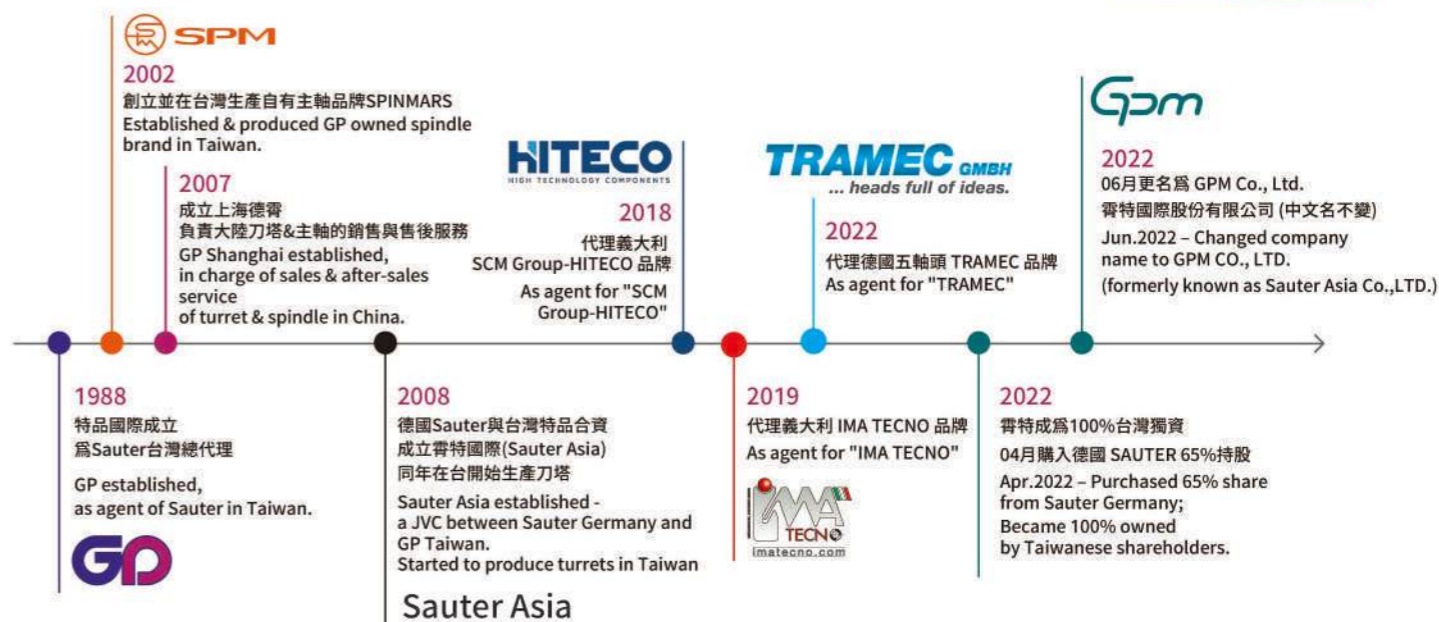 SPM
2002
創立並在台灣生產自有主軸品牌SPINMARS
Established & produced GP owned spindle
brand in Taiwan.
2007
成立上海德霄
負責大陸刀塔&主軸的銷售與售後服務
GP Shanghai established,
in charge of sales & after-sales
service
of turret & spindle in China.
HITECO
HIGH TECHNOLOGY COMPONENTS
2018
代理義大利
SCM Group-HITECO 品牌
As agent for "SCM
Group-HITECO"
TRAMEC GMBH
... heads full of ideas.
2022
代理德國五軸頭 TRAMEC 品牌
As agent for "TRAMEC"
Gpm
2022
06月更名爲 GPM Co., Ltd.
霄特國際股份有限公司 (中文名不變)
Jun.2022 – Changed company
name to GPM CO., LTD.
(formerly known as Sauter Asia Co.,LTD.)
1988
特品國際成立
爲Sauter台灣總代理
GP established,
as agent of Sauter in Taiwan.
GP
2008
德國Sauter與台灣特品合資
成立霄特國際(Sauter Asia)
同年在台開始生產刀塔
Sauter Asia established -
a JVC between Sauter Germany and
GP Taiwan.
Started to produce turrets in Taiwan
Sauter Asia
2019
代理義大利 IMA TECNO 品牌
As agent for "IMA TECNO"
IMA
TECNO
imatecno.com
2022
霄特成爲100%台灣獨資
04月購入德國 SAUTER 65%持股
Apr.2022 – Purchased 65% share
from Sauter Germany;
Became 100% owned
by Taiwanese shareholders.